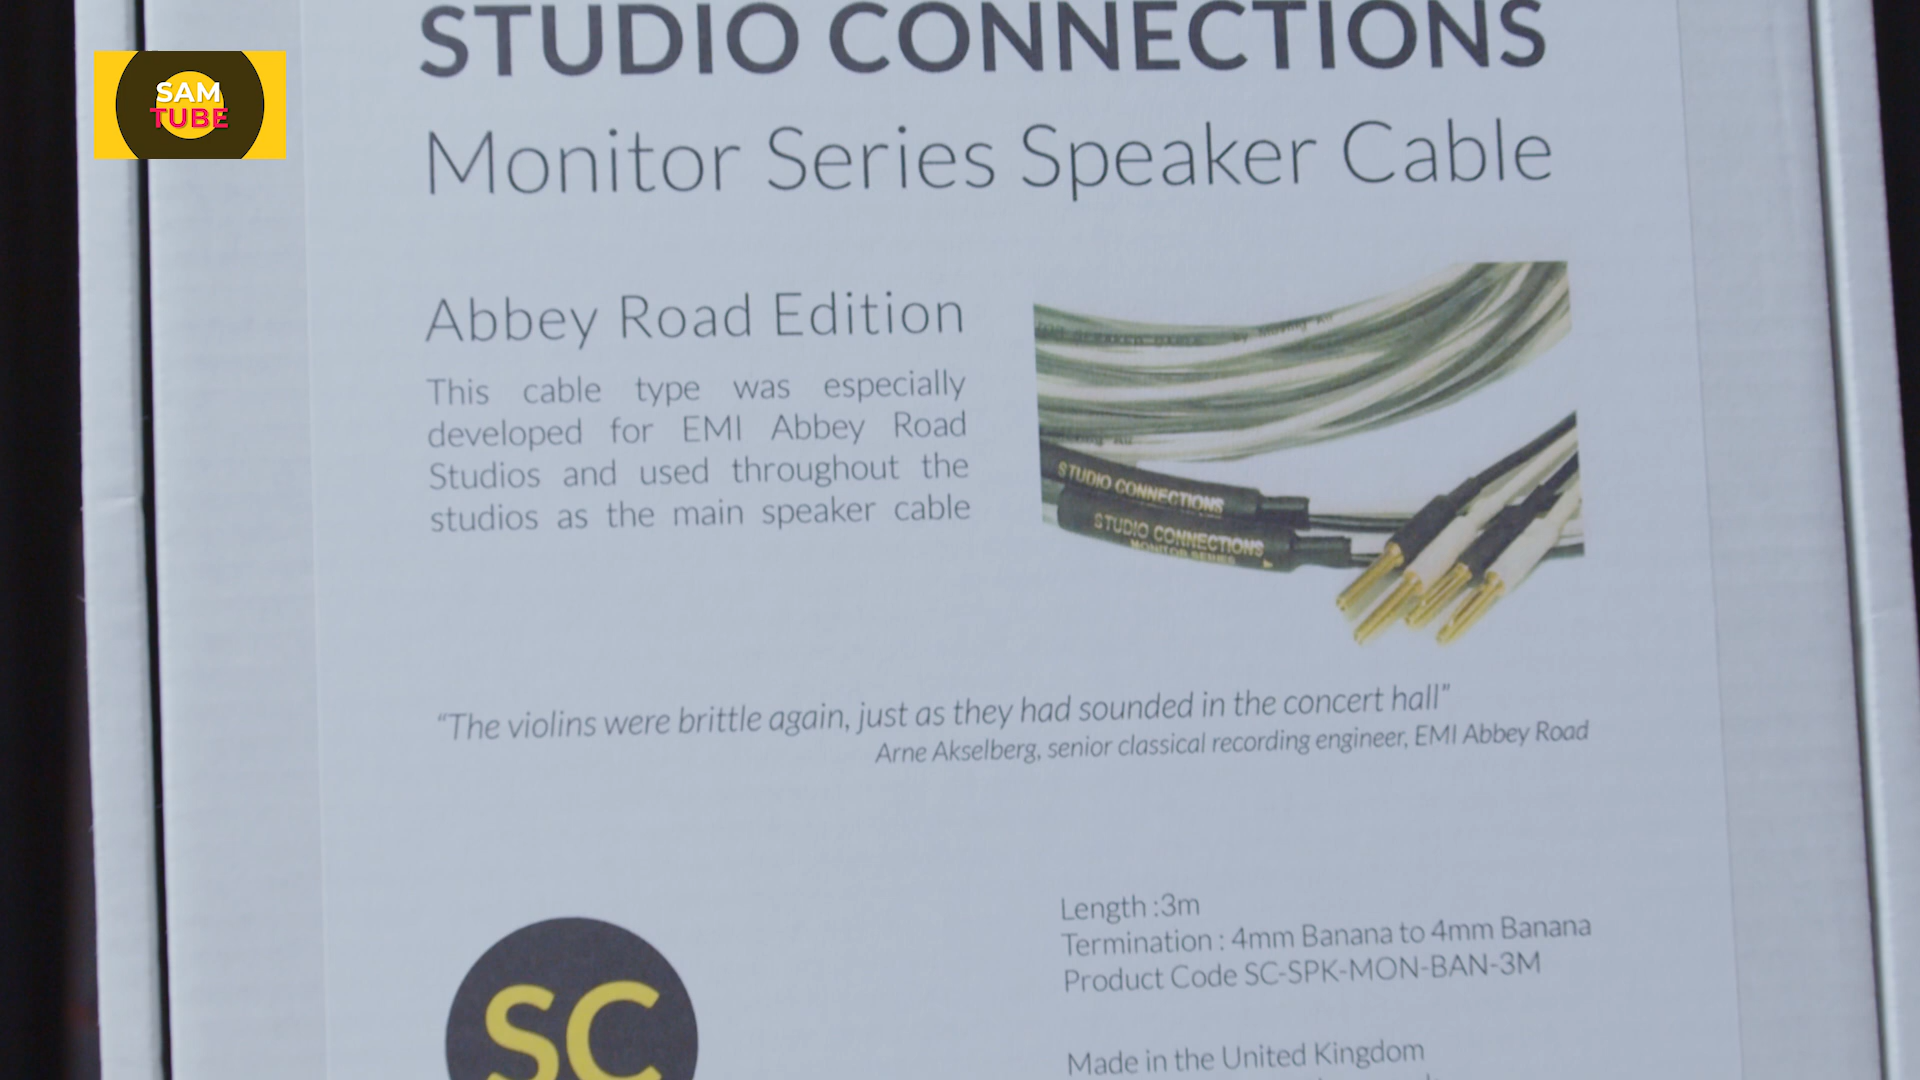 STUDIO CONNECTIONS
SAM
TUBE
Monitor Series Speaker Cable
Abbey Road Edition
This cable type was especially
developed for EMI Abbey Road
Studios and used throughout the
studios as the main speaker cable
STUDIO CONNECTIONS
STUDIO CONNECTIONS
MONITOR SERIES
“The violins were brittle again, just as they had sounded in the concert hall”
Arne Akselberg, senior classical recording engineer, EMI Abbey Road
Length :3m
Termination : 4mm Banana to 4mm Banana
Product Code SC-SPK-MON-BAN-3M
SC
Made in the United Kingdom